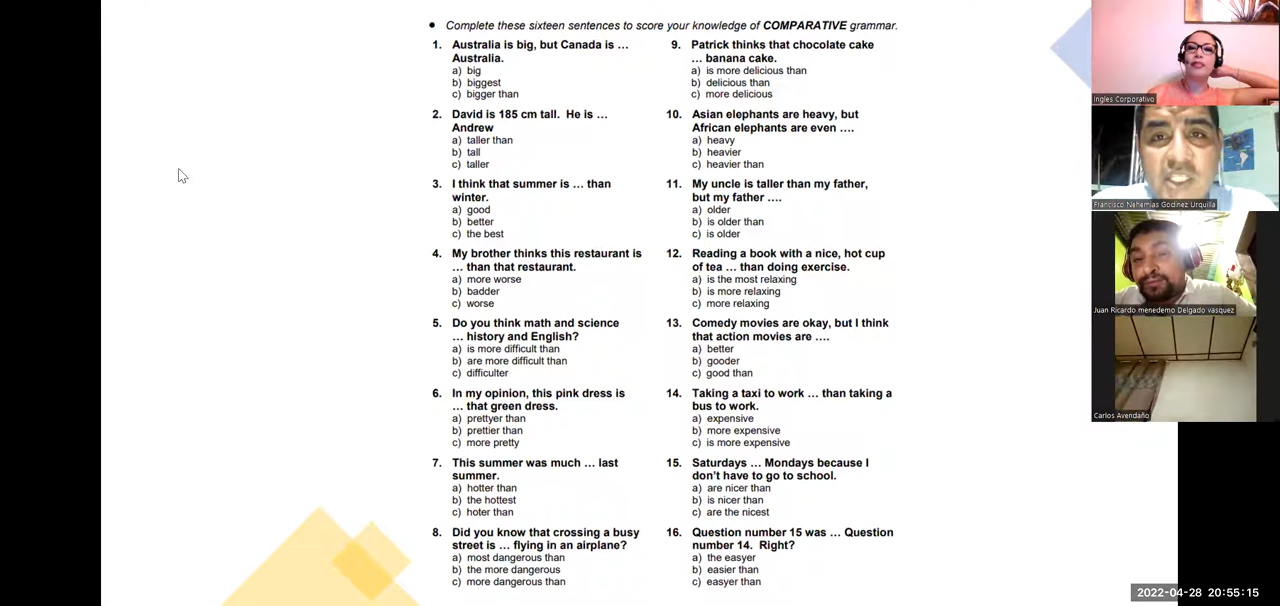 • Complete these sixteen sentences to score your knowledge of COMPARATIVE grammar.
1. Australia is big, but Canada is …
Australia.
a) big
b) biggest
c) bigger than
2. David is 185 cm tall. He is …
Andrew
a) taller than
b) tall
c) taller
3. I think that summer is … than
winter.
a) good
b) better
c) the best
4. My brother thinks this restaurant is
… than that restaurant.
a) more worse
b) badder
c) worse
5. Do you think math and science
… history and English?
a) is more difficult than
b) are more difficult than
c) difficulter
6. In my opinion, this pink dress is
… that green dress.
a) prettyer than
b) prettier than
c) more pretty
7. This summer was much … last
summer.
a) hotter than
b) the hottest
c) hoter than
8. Did you know that crossing a busy
street is … flying in an airplane?
a) most dangerous than
b) the more dangerous
c) more dangerous than
9. Patrick thinks that chocolate cake
… banana cake.
a) is more delicious than
b) delicious than
c) more delicious
10. Asian elephants are heavy, but
African elephants are even ….
a) heavy
b) heavier
c) heavier than
11. My uncle is taller than my father,
but my father ….
a) older
b) is older than
c) is older
12. Reading a book with a nice, hot cup
of tea … than doing exercise.
a) is the most relaxing
b) is more relaxing
c) more relaxing
13. Comedy movies are okay, but I think
that action movies are ….
a) better
b) gooder
c) good than
14. Taking a taxi to work … than taking a
bus to work.
a) expensive
b) more expensive
c) is more expensive
15. Saturdays … Mondays because I
don't have to go to school.
a) are nicer than
b) is nicer than
c) are the nicest
16. Question number 15 was … Question
number 14. Right?
a) the easyer
b) easier than
c) easyer than
Ingles Corporativo
Francisco Nehemias Godinez Urquilla
Juan Ricardo menedemo Delgado vasquez
Carlos Avendaño
2022-04-28 20:55:15